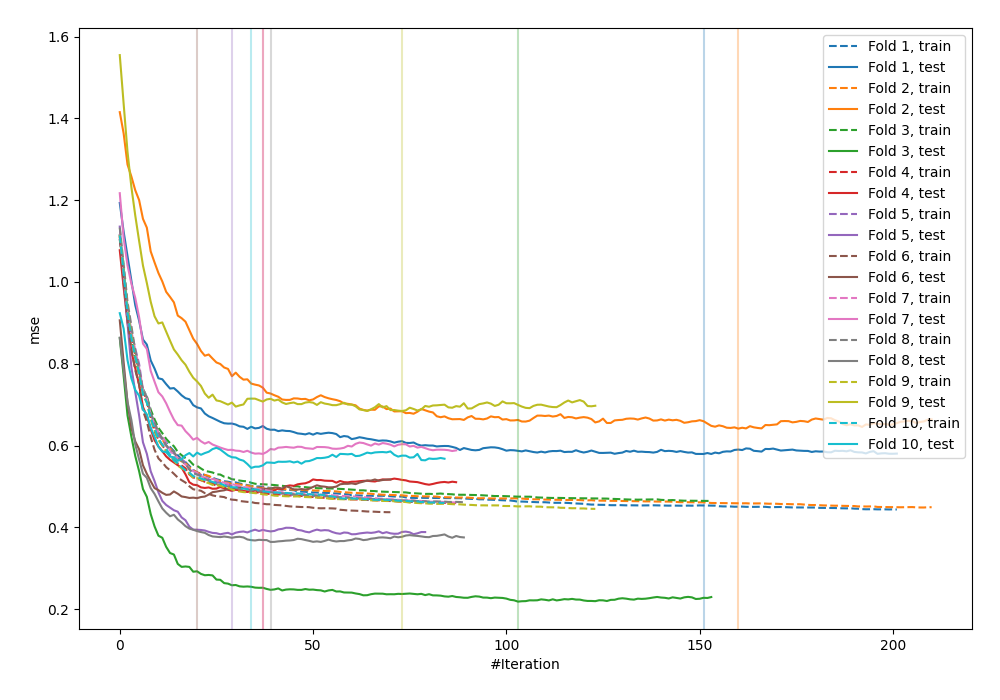 1.6
1.4
1.2
1.0
0.8
0.6
0.4
0.2
mse
0
50
100
150
200
#Iteration
Fold 1, train
Fold 1, test
Fold 2, train
Fold 2, test
Fold 3, train
Fold 3, test
Fold 4, train
Fold 4, test
Fold 5, train
Fold 5, test
Fold 6, train
Fold 6, test
Fold 7, train
Fold 7, test
Fold 8, train
Fold 8, test
Fold 9, train
Fold 9, test
Fold 10, train
Fold 10, test